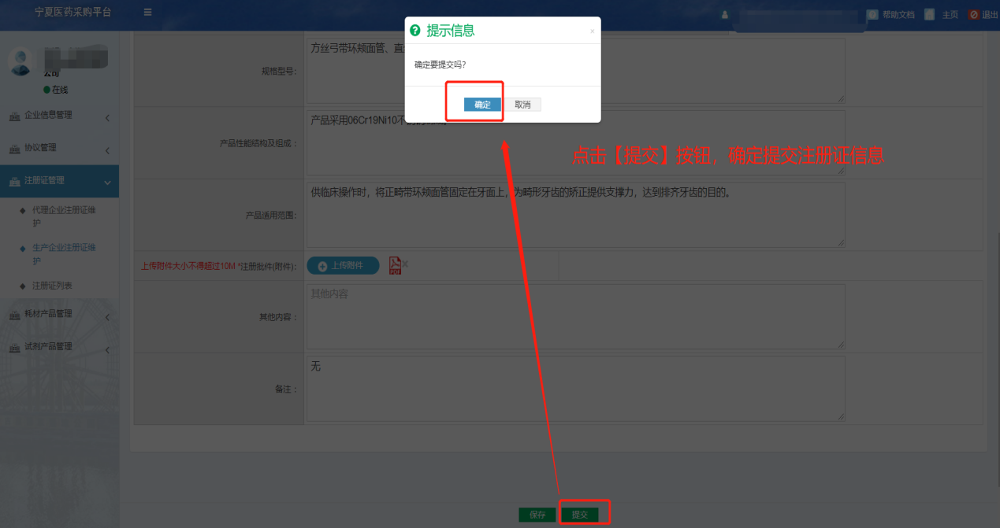 宁夏医药采购平台
帮助文档
主页
退出
公司
在线
企业信息管理
协议管理
注册证管理
代理企业注册证维
护
生产企业注册证维
护
注册证列表
耗材产品管理
试剂产品管理
提示信息
×
确定要提交吗?
确定
取消
规格型号:
方丝弓带环颊面管、直
产品性能结构及组成:
产品采用06Cr19Ni10不
点击【提交】按钮，确定提交注册证信息
产品适用范围:
供临床操作时，将正畸带环颊面管固定在牙面上，为畸形牙齿的矫正提供支撑力，达到排齐牙齿的目的。
上传附件大小不得超过10M *注册批件(附件):
上传附件
PDF
其他内容:
其他内容
备注:
无
保存
提交